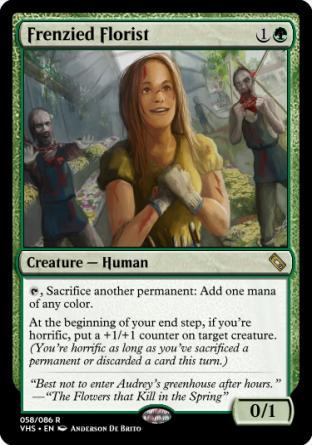 Frenzied Florist 1
Creature — Human
, Sacrifice another permanent: Add one mana
of any color.
At the beginning of your end step, if you're
horrific, put a +1/+1 counter on target creature.
(You're horrific as long as you've sacrificed a
permanent or discarded a card this turn.)
"Best not to enter Audrey's greenhouse after hours."
—"The Flowers that Kill in the Spring"
0/1
058/086 R
VHS • EN Anderson De Brito